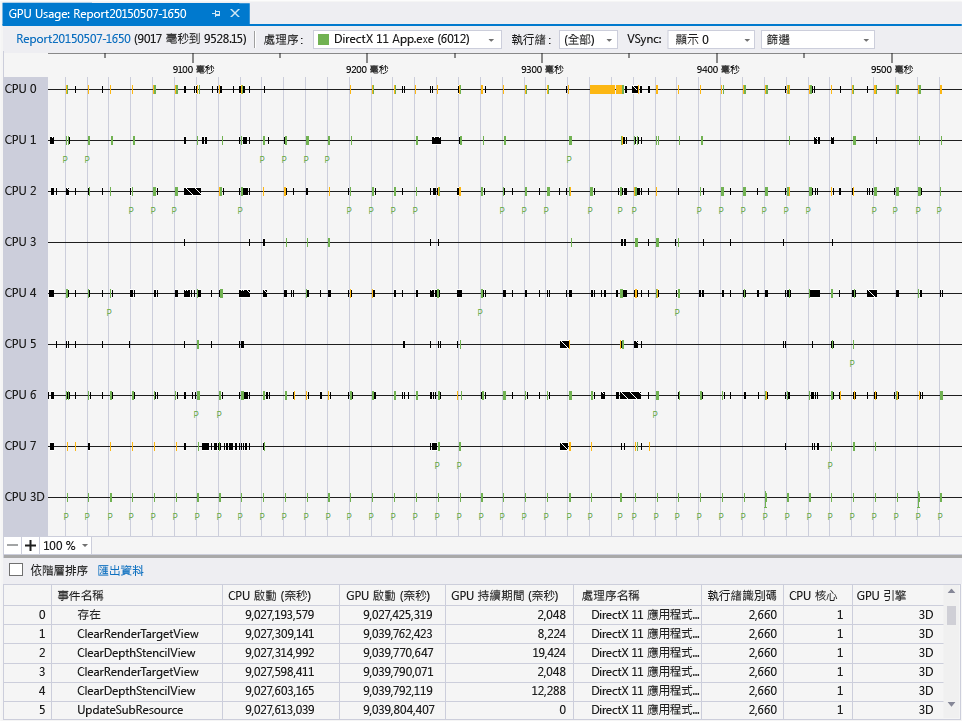 GPU Usage: Report20150507-1650
Report20150507-1650 (9017 毫秒到 9528.15) 處理序: DirectX 11 App.exe (6012) 執行緒: (全部) VSync: 顯示 0 篩選
9100 毫秒 9200 毫秒 9300 毫秒 9400 毫秒 9500 毫秒
CPU 0
CPU 1
P P P P P P P
CPU 2
P P P P P P P P P P P P P P P P P P P P P P P P
CPU 3
CPU 4
P P P
CPU 5
P
CPU 6
P P P
CPU 7
P P P
CPU 3D
P P P P P P P P P P P P P P P P P P P P P P P P P P P P P P P P P P P P P P P P P
100 %
依階層排序 匯出資料
事件名稱 CPU 啟動 (奈秒) GPU 啟動 (奈秒) GPU 持續期間 (奈秒) 處理序名稱 執行緒識別碼 CPU 核心 GPU 引擎
0 存在 9,027,193,579 9,027,425,319 2,048 DirectX 11 應用程式... 2,660 1 3D
1 ClearRenderTargetView 9,027,309,141 9,039,762,423 8,224 DirectX 11 應用程式... 2,660 1 3D
2 ClearDepthStencilView 9,027,314,992 9,039,770,647 19,424 DirectX 11 應用程式... 2,660 1 3D
3 ClearRenderTargetView 9,027,598,411 9,039,790,071 2,048 DirectX 11 應用程式... 2,660 1 3D
4 ClearDepthStencilView 9,027,603,165 9,039,792,119 12,288 DirectX 11 應用程式... 2,660 1 3D
5 UpdateSubResource 9,027,613,039 9,039,804,407 0 DirectX 11 應用程式... 2,660 1 3D